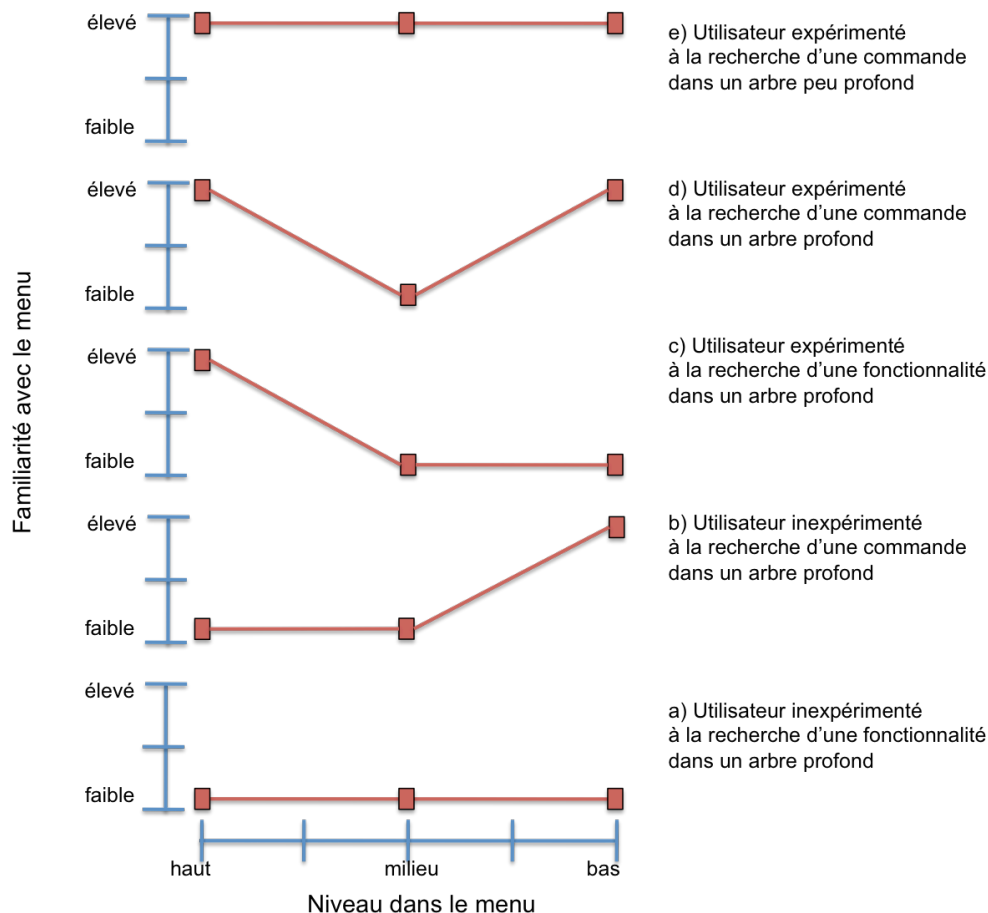 élevé
faible
e) Utilisateur expérimenté
à la recherche d'une commande
dans un arbre peu profond
élevé
faible
d) Utilisateur expérimenté
à la recherche d'une commande
dans un arbre profond
Familiarité avec le menu
élevé
faible
c) Utilisateur expérimenté
à la recherche d'une fonctionnalité
dans un arbre profond
élevé
faible
b) Utilisateur inexpérimenté
à la recherche d'une commande
dans un arbre profond
élevé
faible
a) Utilisateur inexpérimenté
à la recherche d'une fonctionnalité
dans un arbre profond
haut
milieu
bas
Niveau dans le menu